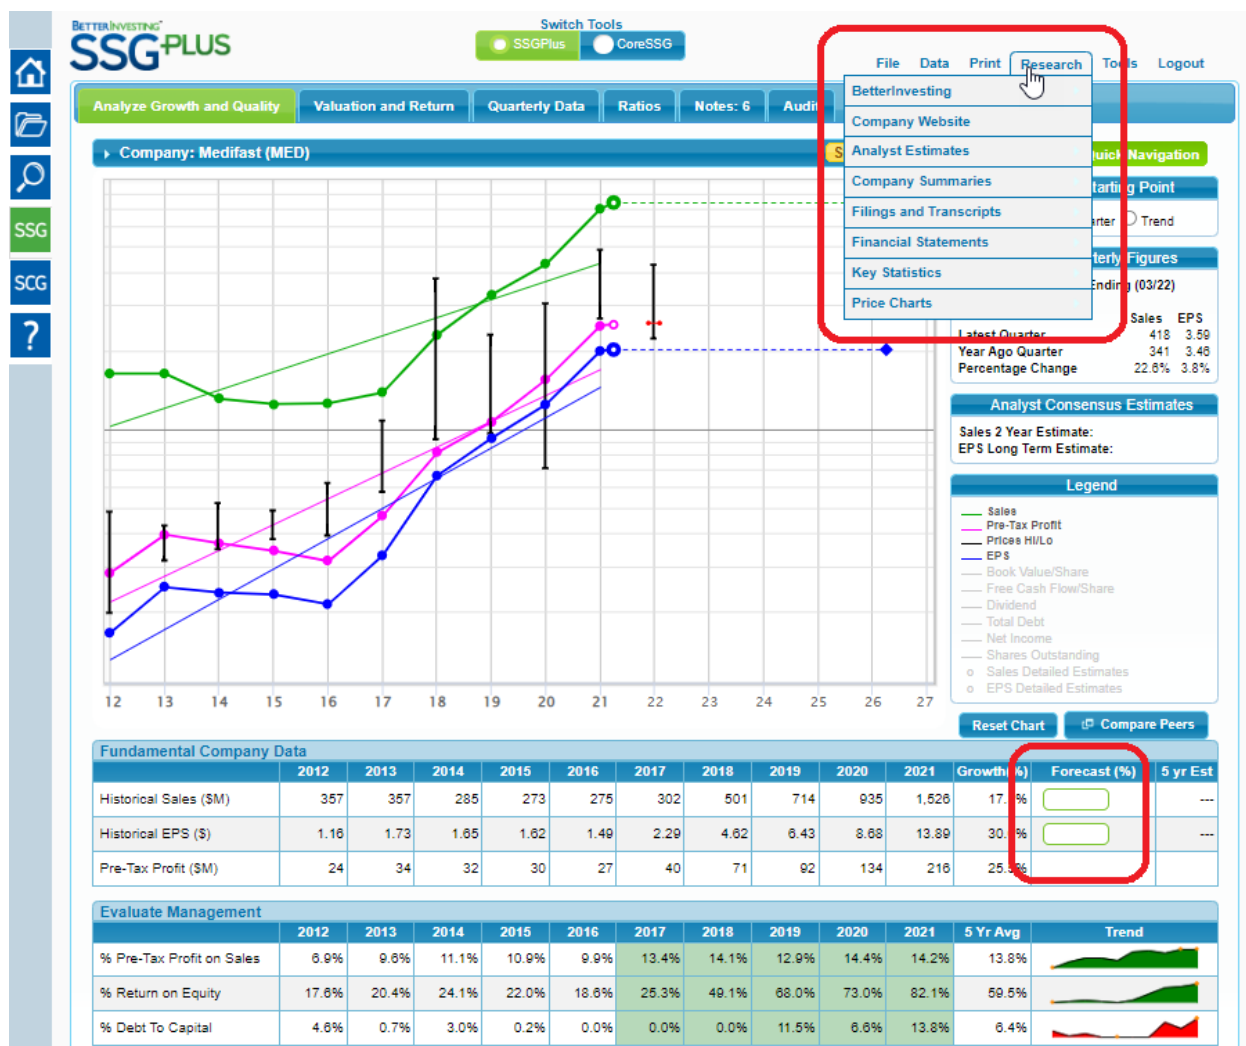 BETTERINVESTING
SSGPLUS
Switch Tools
SSGPlus CoreSSG
File Data Print Research Tools Logout
BetterInvesting
Company Website
Analyst Estimates
Company Summaries
Filings and Transcripts
Financial Statements
Key Statistics
Price Charts
Analyze Growth and Quality Valuation and Return Quarterly Data Ratios Notes: 6 Audit
Company: Medifast (MED)
Navigation
Point
Trend
Figures
(03/22)
Sales EPS
Latest Quarter 418 3.59
Year Ago Quarter 341 3.46
Percentage Change 22.6% 3.8%
Analyst Consensus Estimates
Sales 2 Year Estimate:
EPS Long Term Estimate:
Legend
Sales
Pre-Tax Profit
Prices Hi/Lo
EPS
Book Value/Share
Free Cash Flow/Share
Dividend
Total Debt
Net Income
Shares Outstanding
Sales Detailed Estimates
EPS Detailed Estimates
SSG
SCG
?
12 13 14 15 16 17 18 19 20 21 22 23 24 25 26 27
Reset Chart Compare Peers
Fundamental Company Data
2012 2013 2014 2015 2016 2017 2018 2019 2020 2021 Growth(%) Forecast (%) 5 yr Est
Historical Sales ($M) 357 357 285 273 275 302 501 714 935 1,526 ---
Historical EPS ($) 1.16 1.73 1.65 1.62 1.49 2.29 4.62 6.43 8.68 13.89 ---
Pre-Tax Profit ($M) 24 34 32 30 27 40 71 92 134 216
Evaluate Management
2012 2013 2014 2015 2016 2017 2018 2019 2020 2021 5 Yr Avg Trend
% Pre-Tax Profit on Sales 6.9% 9.6% 11.1% 10.9% 9.9% 13.4% 14.1% 12.9% 14.4% 14.2% 13.8%
% Return on Equity 17.6% 20.4% 24.1% 22.0% 18.6% 25.3% 49.1% 68.0% 73.0% 82.1% 59.5%
% Debt To Capital 4.6% 0.7% 3.0% 0.2% 0.0% 0.0% 0.0% 11.5% 6.6% 13.8% 6.4%